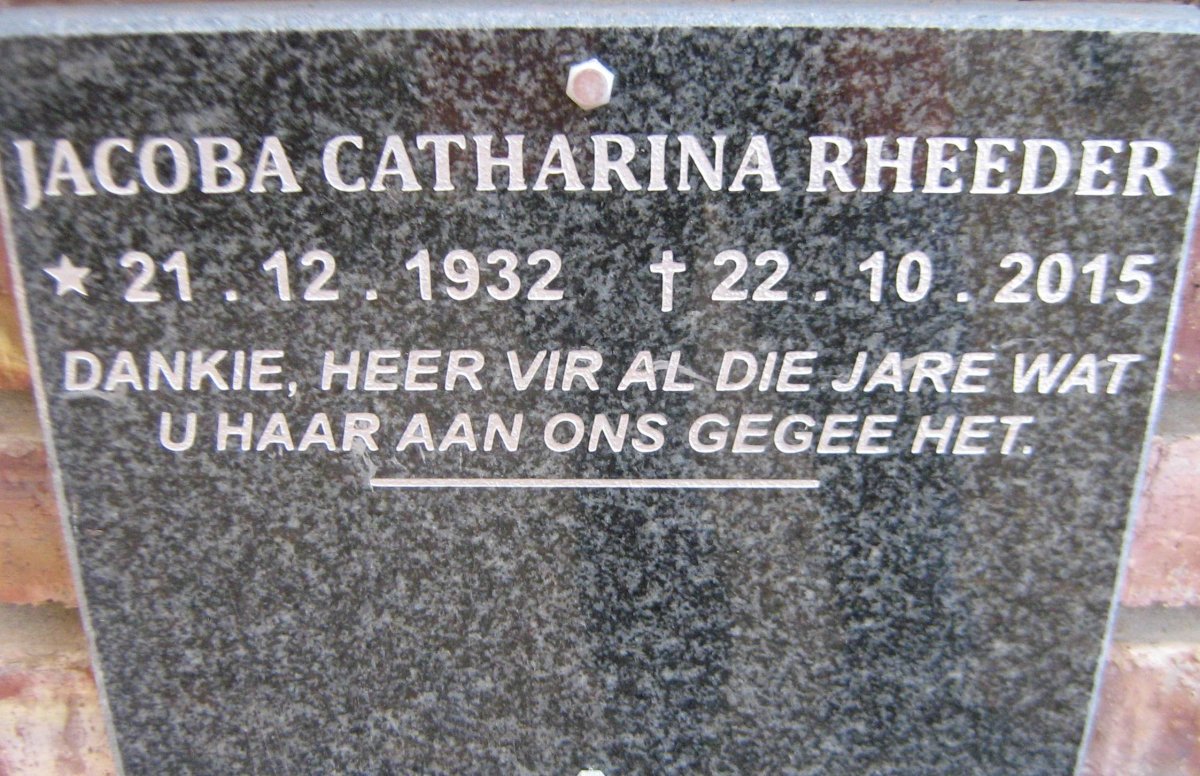 JACOBA CATHARINA RHEEDER
★ 21 . 12 . 1932 † 22 . 10 . 2015
DANKIE, HEER VIR AL DIE JARE WAT
U HAAR AAN ONS GEGEE HET.